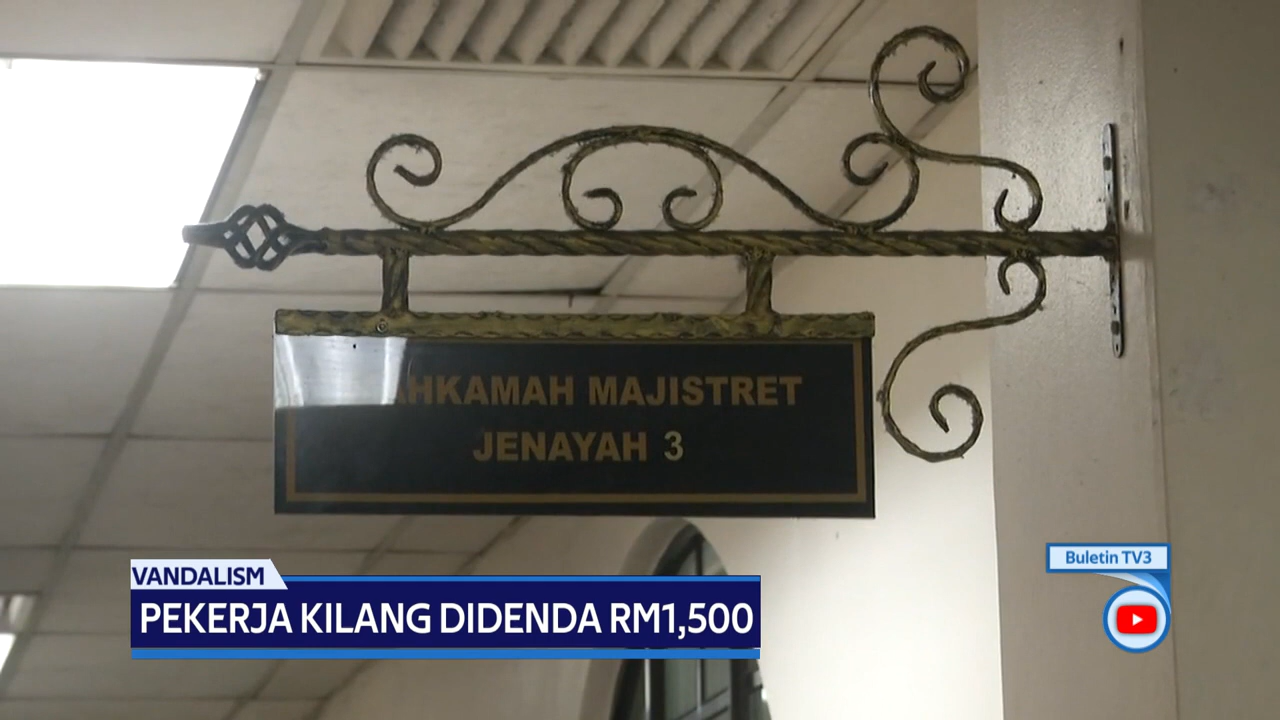 AHKAMAH MAJISTRET
JENAYAH 3
VANDALISM
PEKERJA KILANG DIDENDA RM1,500
Buletin TV3